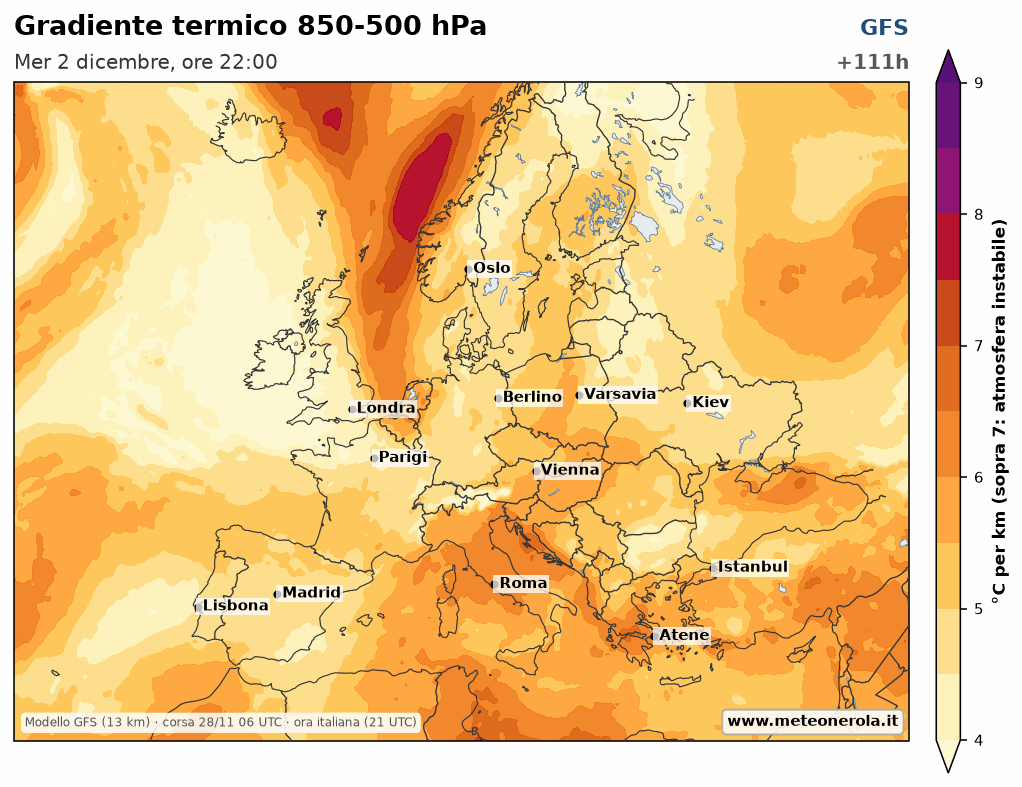 Gradiente termico 850-500 hPa
GFS
Mer 2 dicembre, ore 22:00
+111h
9
8
7
6
5
4
°C per km (sopra 7: atmosfera instabile)
Oslo
Londra
Berlino
Varsavia
Kiev
Parigi
Vienna
Istanbul
Roma
Madrid
Lisbona
Atene
Modello GFS (13 km) · corsa 28/11 06 UTC · ora italiana (21 UTC)
www.meteonerola.it